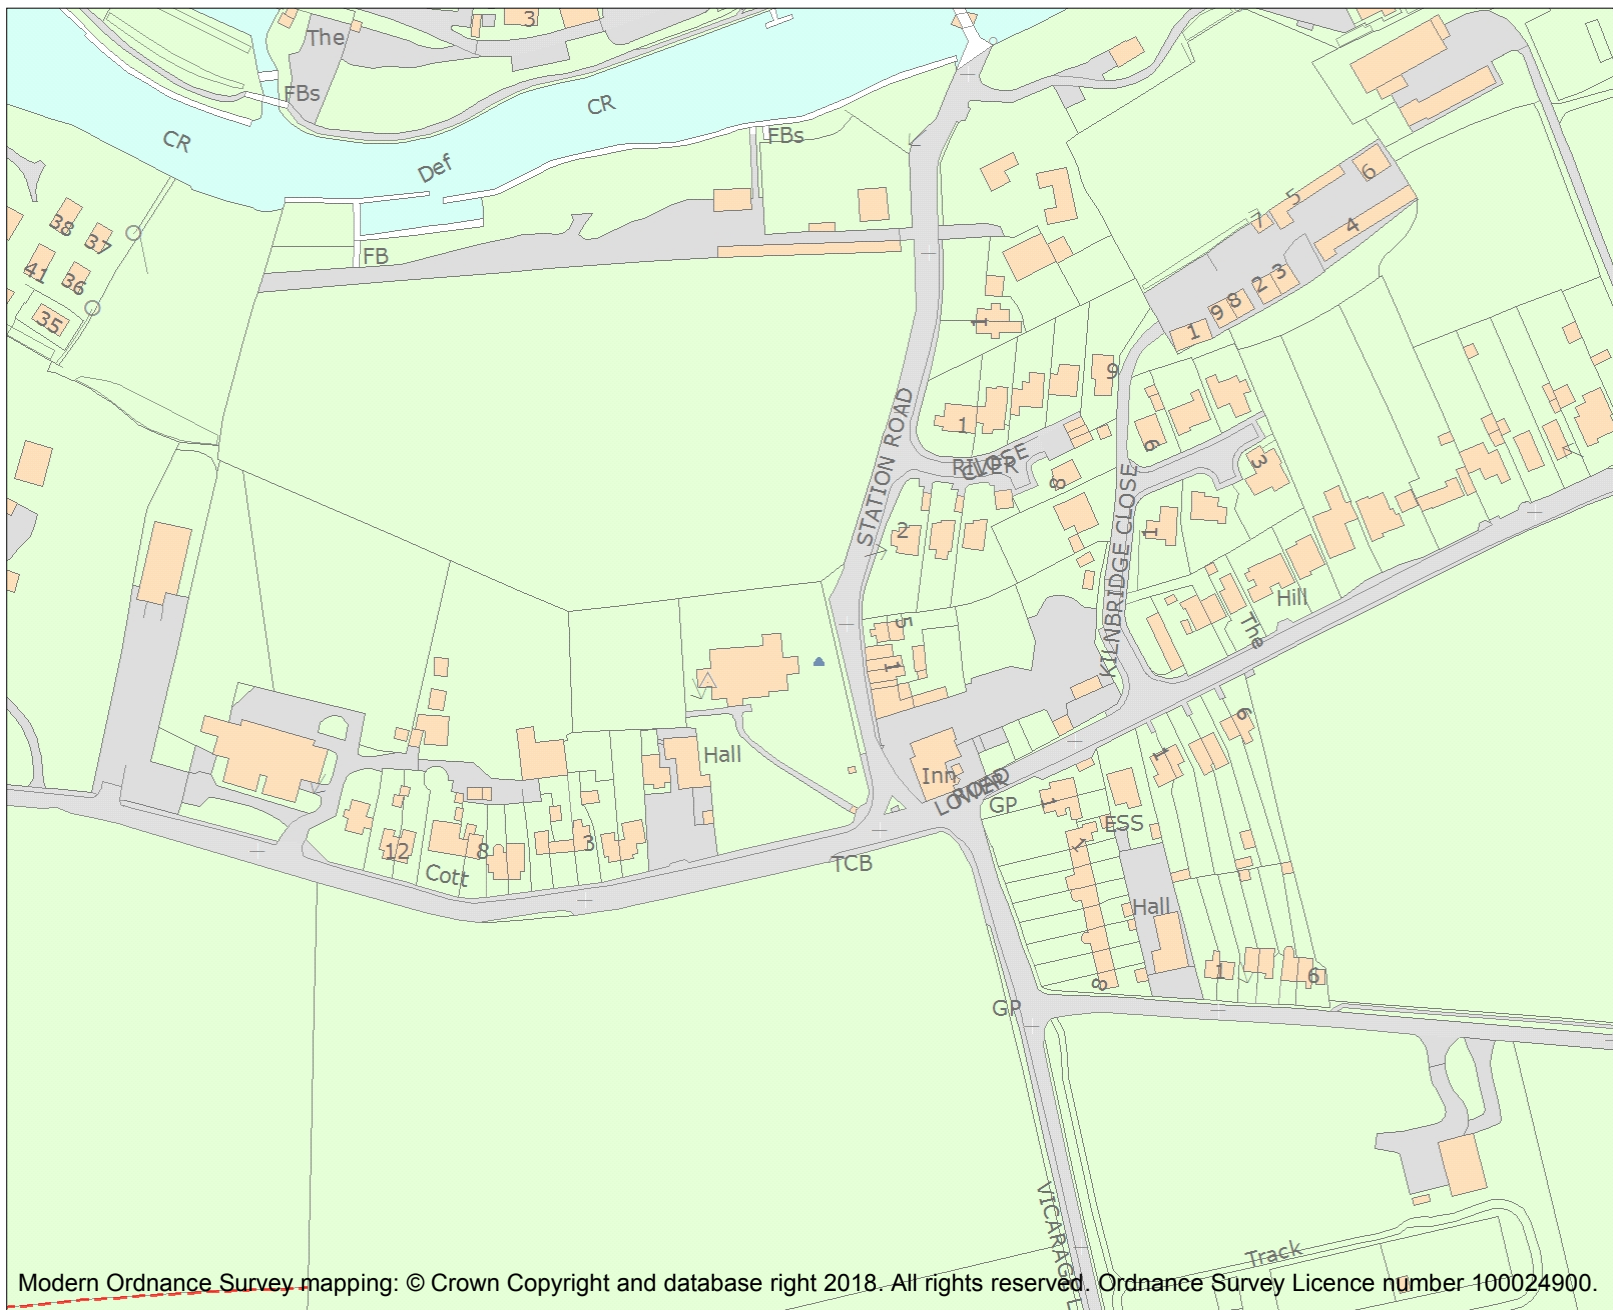 3
The
FBs
CR
CR
FBs
Def
FB
38
37
41
36
35
6
5
7
4
3
2
8
9
1
1
9
1
STATION ROAD
RIVER
CLOSE
8
2
6
3
1
KILNBRIDGE CLOSE
The
Hill
5
1
Hall
Inn
LOWER
ROAD
GP
6
1
1
ESS
1
12
8
3
Cott
TCB
Hall
8
1
6
GP
VICARAGE L
Track
Modern Ordnance Survey mapping: © Crown Copyright and database right 2018. All rights reserved. Ordnance Survey Licence number 100024900.